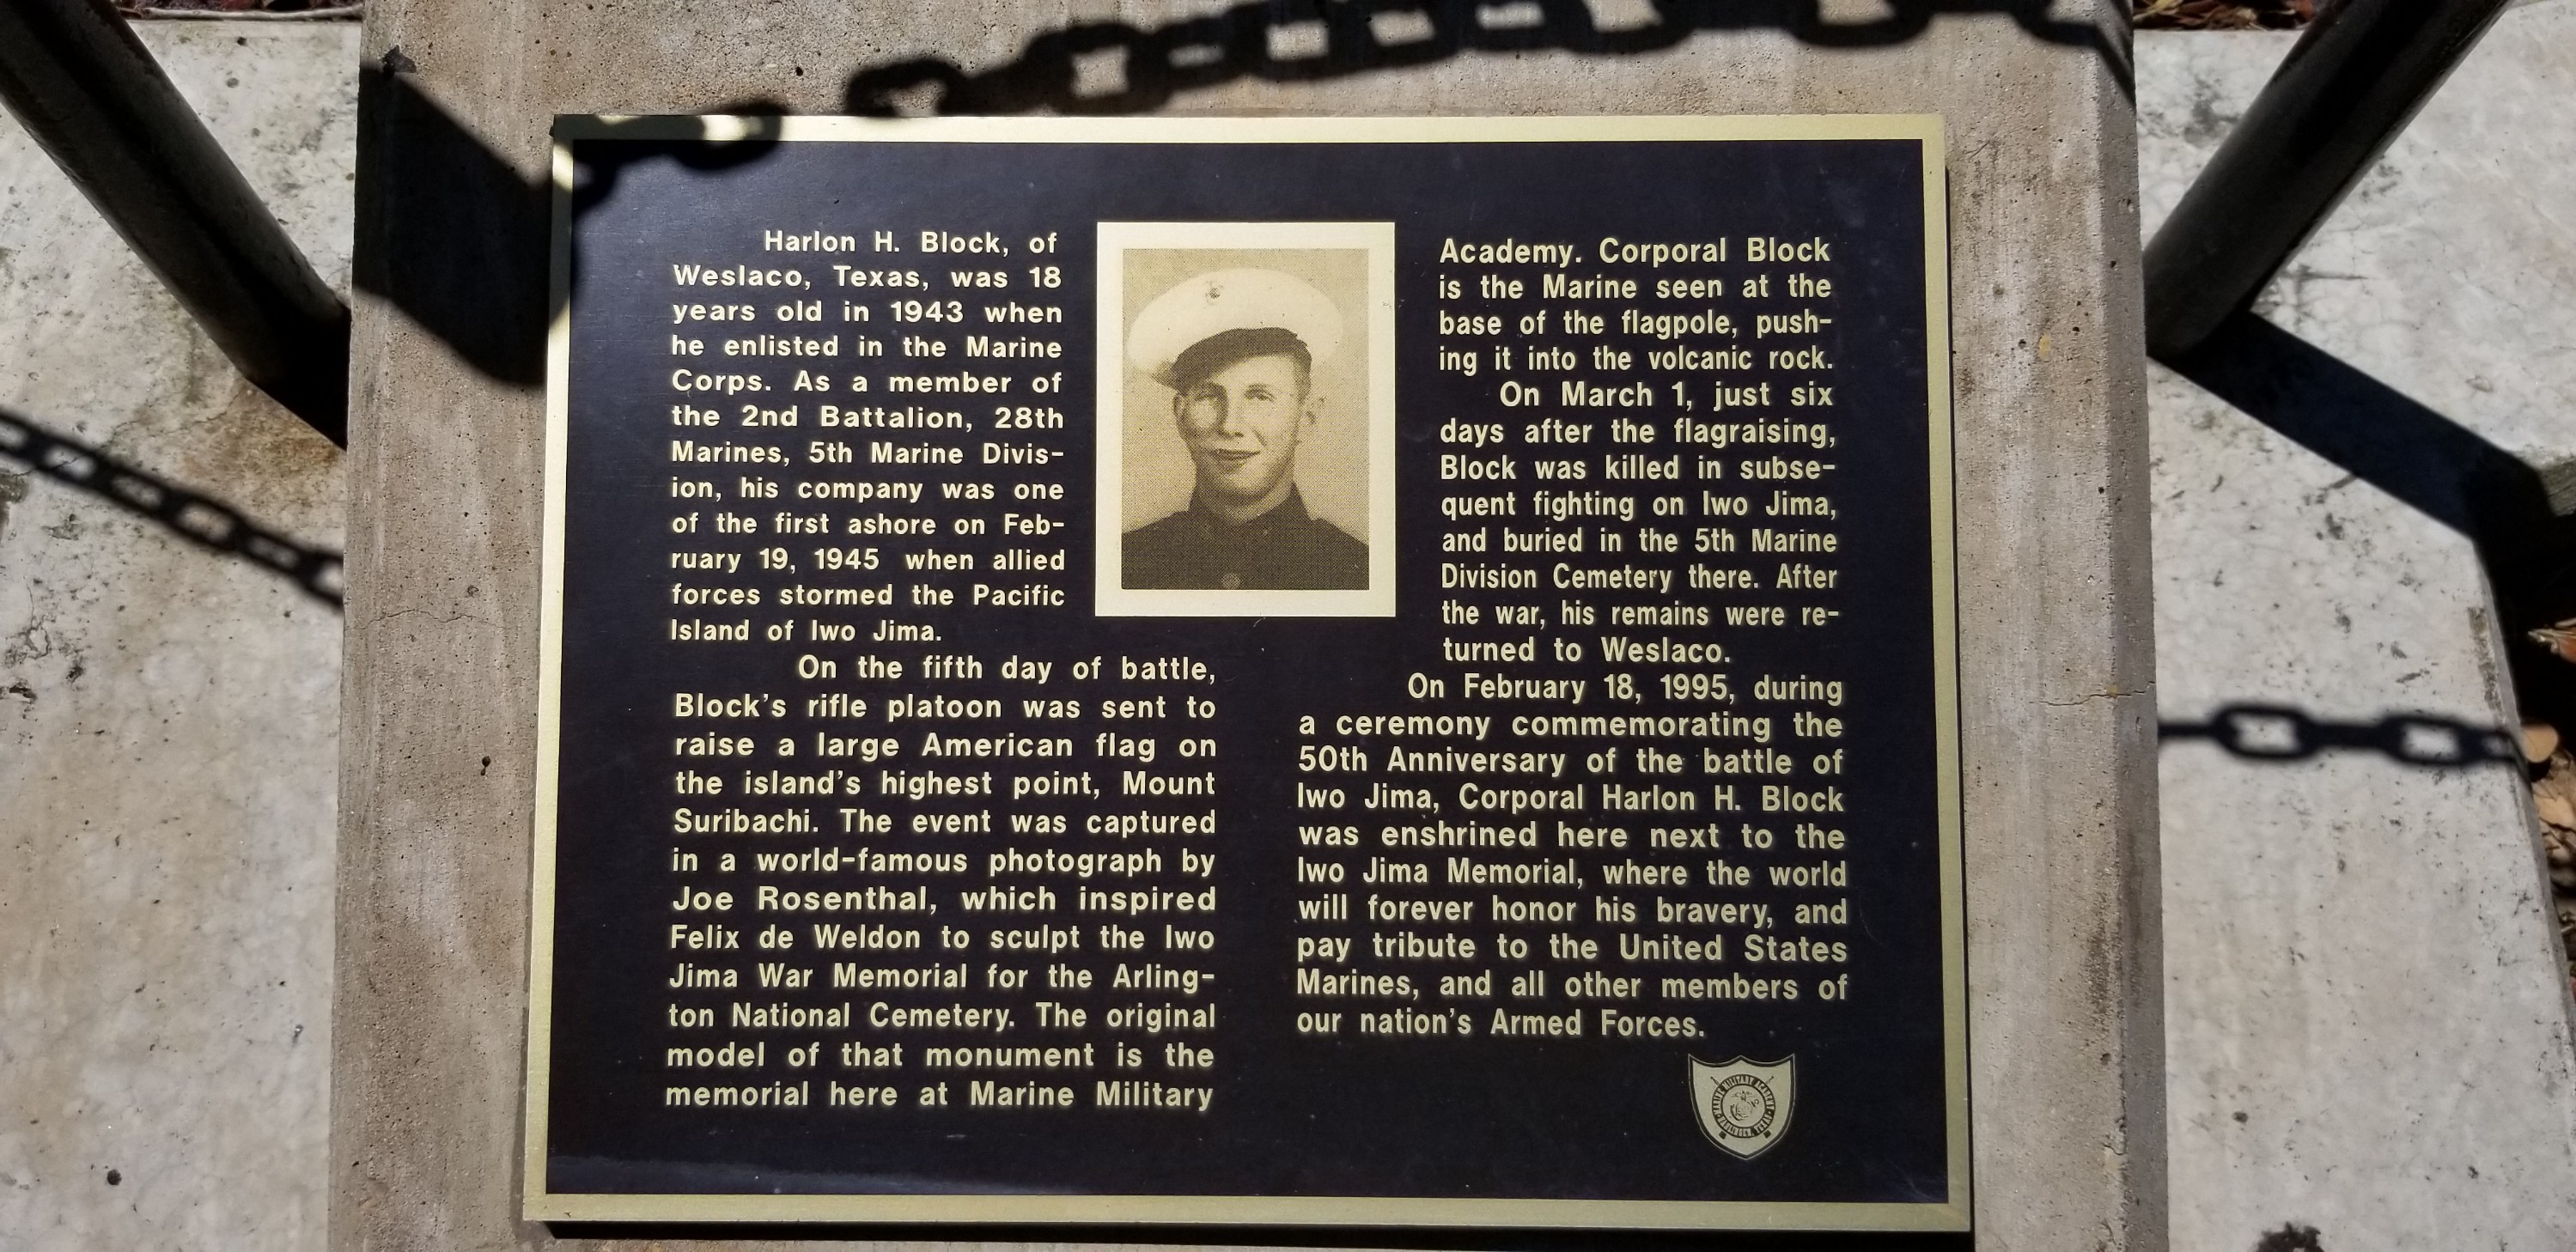 Harlon H. Block, of
Weslaco, Texas, was 18
years old in 1943 when
he enlisted in the Marine
Corps. As a member of
the 2nd Battalion, 28th
Marines, 5th Marine Divis-
ion, his company was one
of the first ashore on Feb-
ruary 19, 1945 when allied
forces stormed the Pacific
Island of Iwo Jima.
On the fifth day of battle,
Block's rifle platoon was sent to
raise a large American flag on
the island's highest point, Mount
Suribachi. The event was captured
in a world-famous photograph by
Joe Rosenthal, which inspired
Felix de Weldon to sculpt the Iwo
Jima War Memorial for the Arling-
ton National Cemetery. The original
model of that monument is the
memorial here at Marine Military
Academy. Corporal Block
is the Marine seen at the
base of the flagpole, push-
ing it into the volcanic rock.
On March 1, just six
days after the flagraising,
Block was killed in subse-
quent fighting on Iwo Jima,
and buried in the 5th Marine
Division Cemetery there. After
the war, his remains were re-
turned to Weslaco.
On February 18, 1995, during
a ceremony commemorating the
50th Anniversary of the battle of
Iwo Jima, Corporal Harlon H. Block
was enshrined here next to the
Iwo Jima Memorial, where the world
will forever honor his bravery, and
pay tribute to the United States
Marines, and all other members of
our nation's Armed Forces.
MARINE MILITARY ACADEMY
HARLINGEN, TEXAS